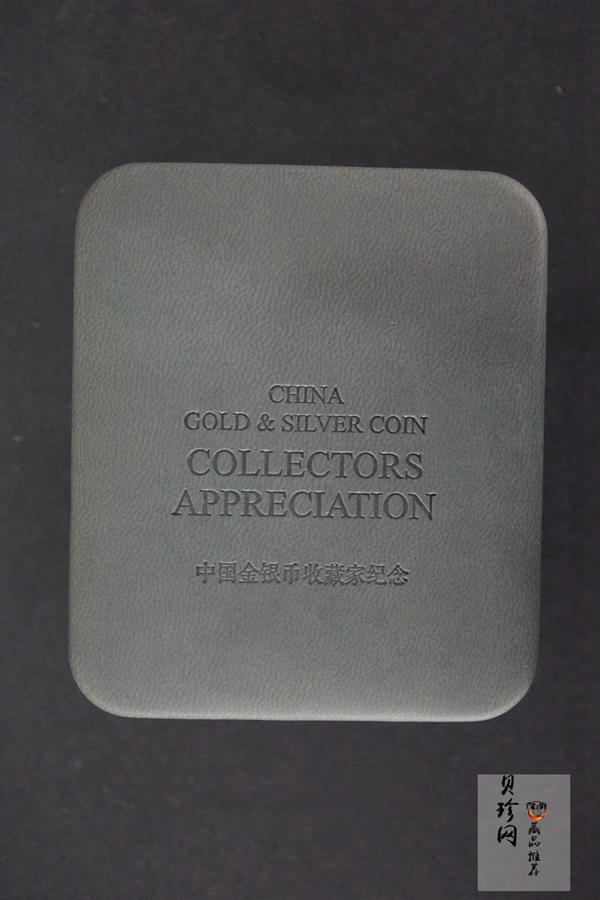 CHINA
GOLD & SILVER COIN
COLLECTORS
APPRECIATION
中国金银币收藏家纪念
贝珍网
藏品推荐